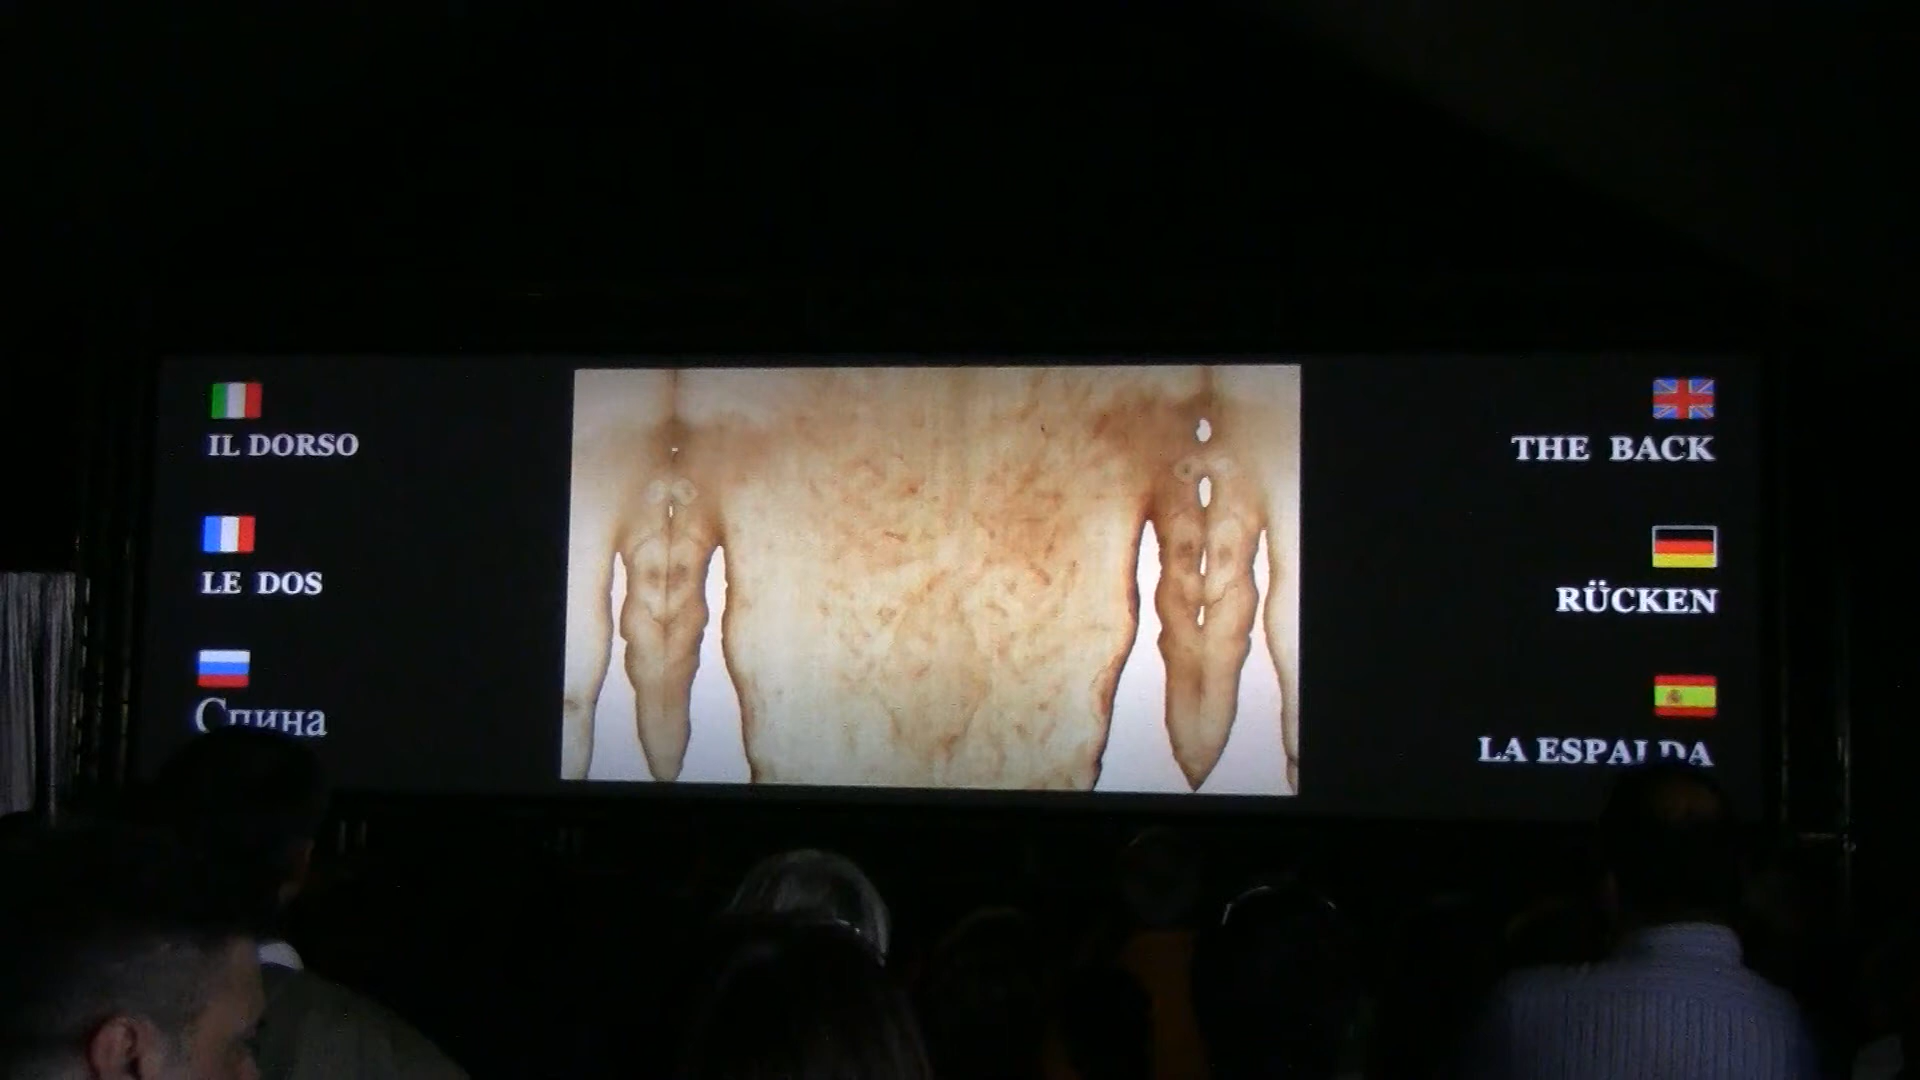 IL DORSO
LE DOS
Спина
THE BACK
RÜCKEN
LA ESPALDA